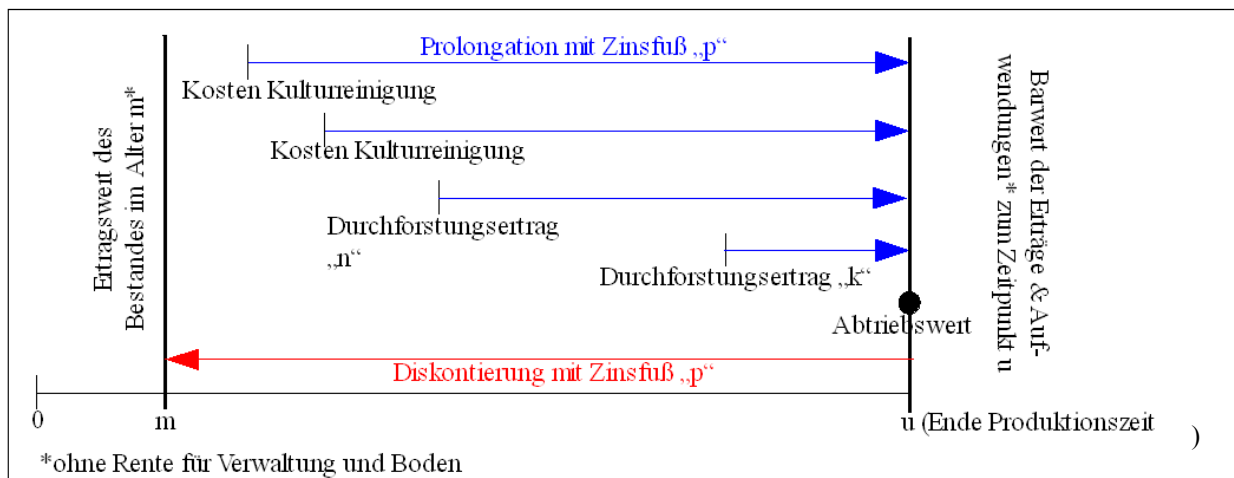 Prolongation mit Zinsfuß „p“
Kosten Kulturreinigung
Kosten Kulturreinigung
Durchforstungsertrag
„n“
Durchforstungsertrag „k“
Abtriebswert
Diskontierung mit Zinsfuß „p“
Ertragswert des
Bestandes im Alter m*
Barwert der Erträge & Auf-
wendungen* zum Zeitpunkt u
0
m
u (Ende Produktionszeit
)
*ohne Rente für Verwaltung und Boden